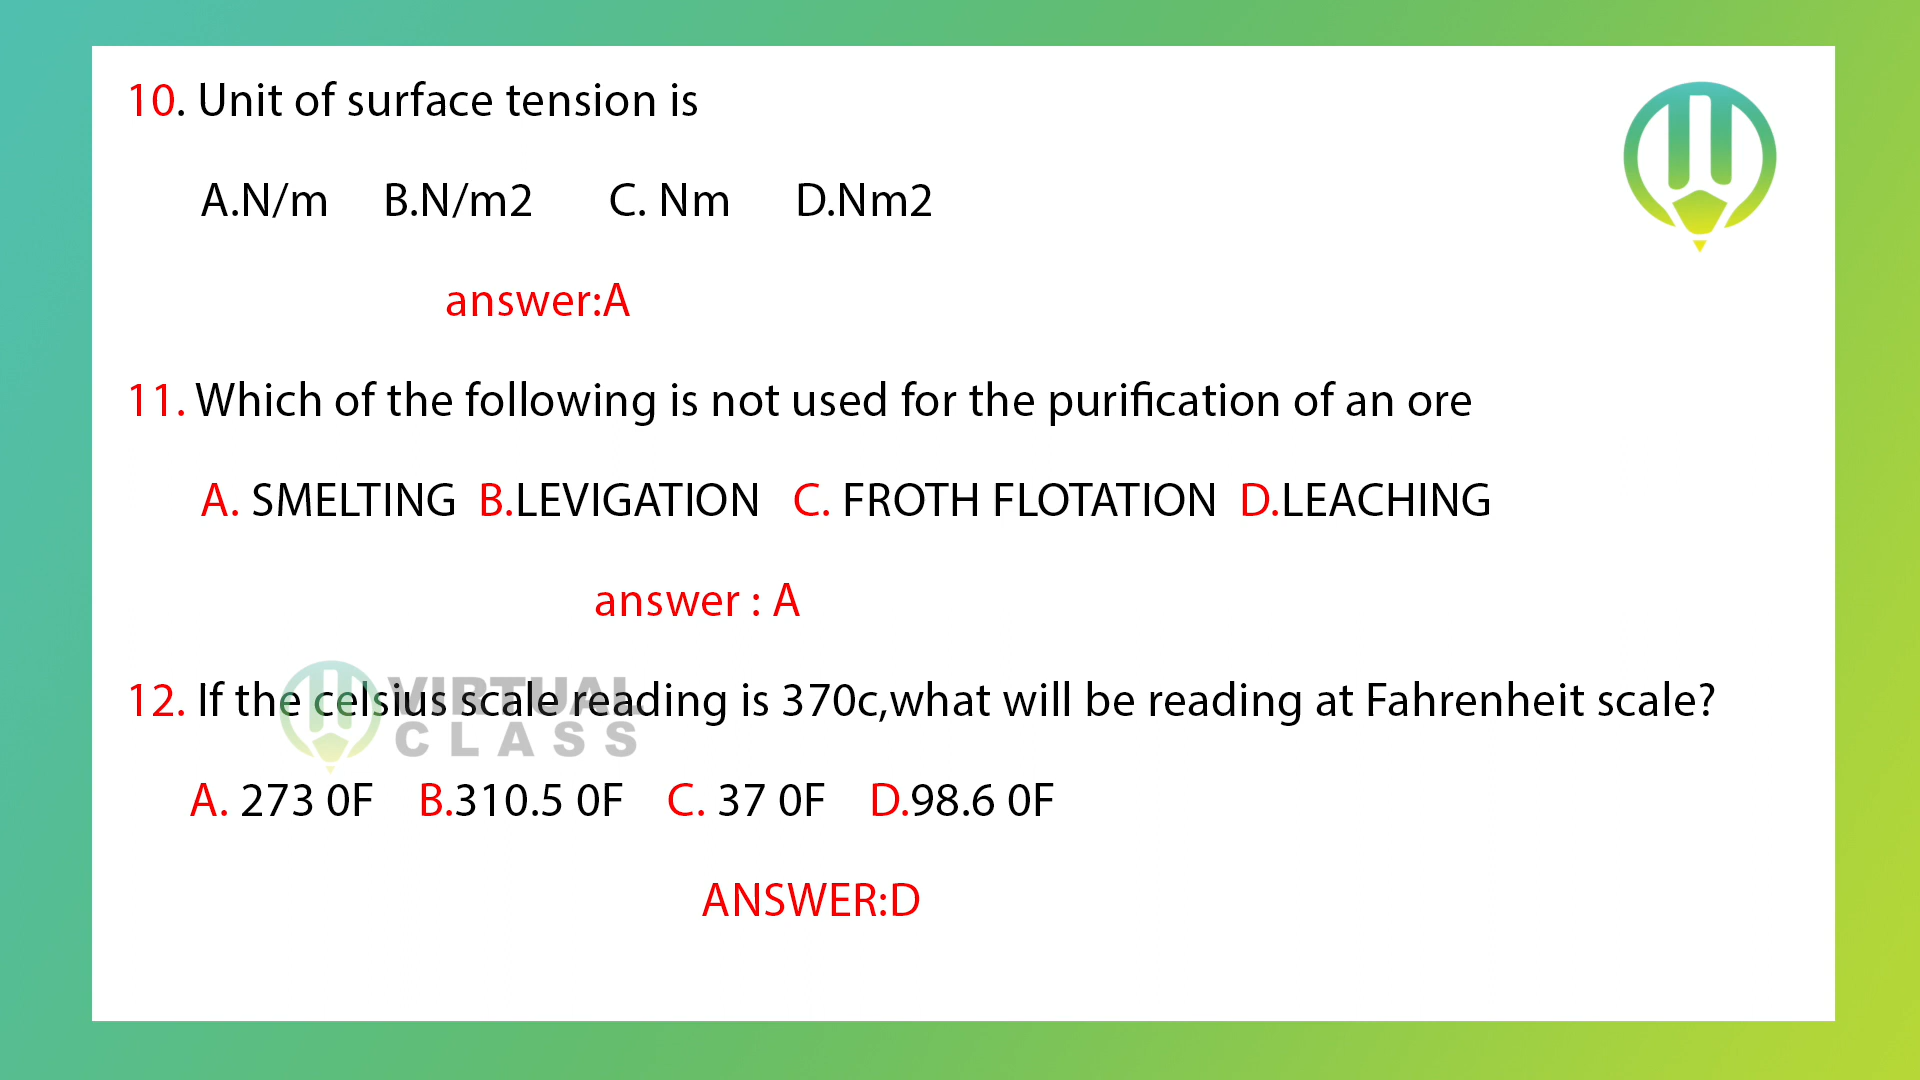 10. Unit of surface tension is
A.N/m B.N/m2 C. Nm D.Nm2
answer:A
11. Which of the following is not used for the purification of an ore
A. SMELTING B.LEVIGATION C. FROTH FLOTATION D.LEACHING
answer : A
12. If the celsius scale reading is 370c,what will be reading at Fahrenheit scale?
VIRTUAL
CLASS
A. 273 0F B.310.5 0F C. 37 0F D.98.6 0F
ANSWER:D